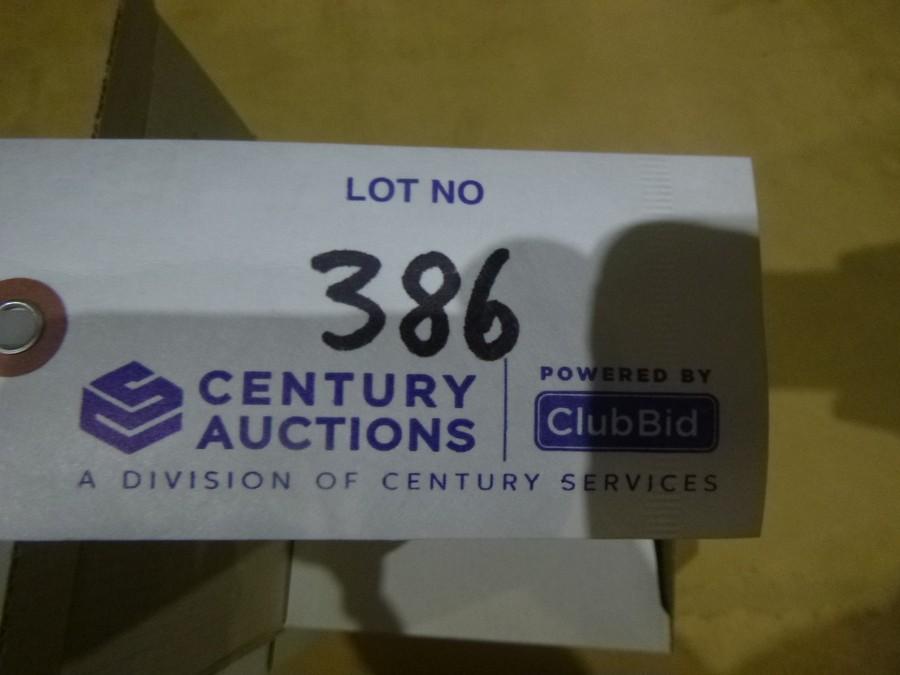 LOT NO
386
CENTURY AUCTIONS
POWERED BY
ClubBid
A DIVISION OF CENTURY SERVICES